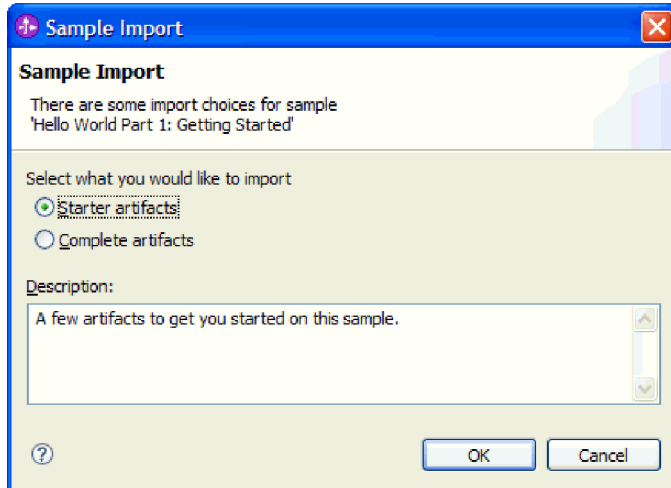 Sample Import
Sample Import
There are some import choices for sample
'Hello World Part 1: Getting Started'
Select what you would like to import
Starter artifacts
Complete artifacts
Description:
A few artifacts to get you started on this sample.
?
OK Cancel